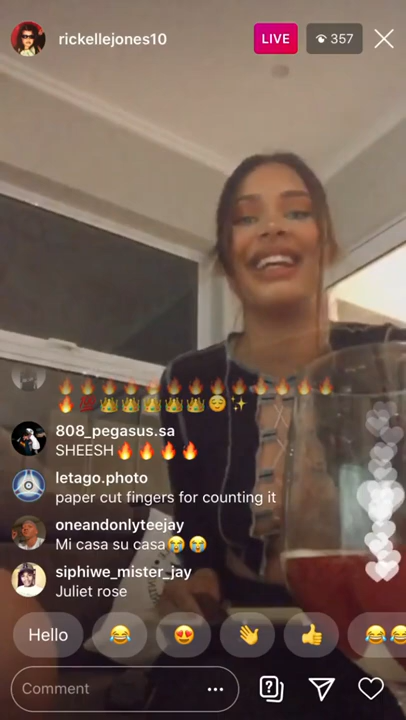 rickellejones10
LIVE
357
🔥🔥🔥🔥🔥🔥🔥🔥🔥🔥🔥🔥🔥
🔥💯👑👑👑👑👑😌✨
808_pegasus.sa
SHEESH🔥🔥🔥🔥
letago.photo
paper cut fingers for counting it
oneandonlyteejay
Mi casa su casa😭😭
siphiwe_mister_jay
Juliet rose
Hello 😂 😍 👋 👍 😂😂
Comment